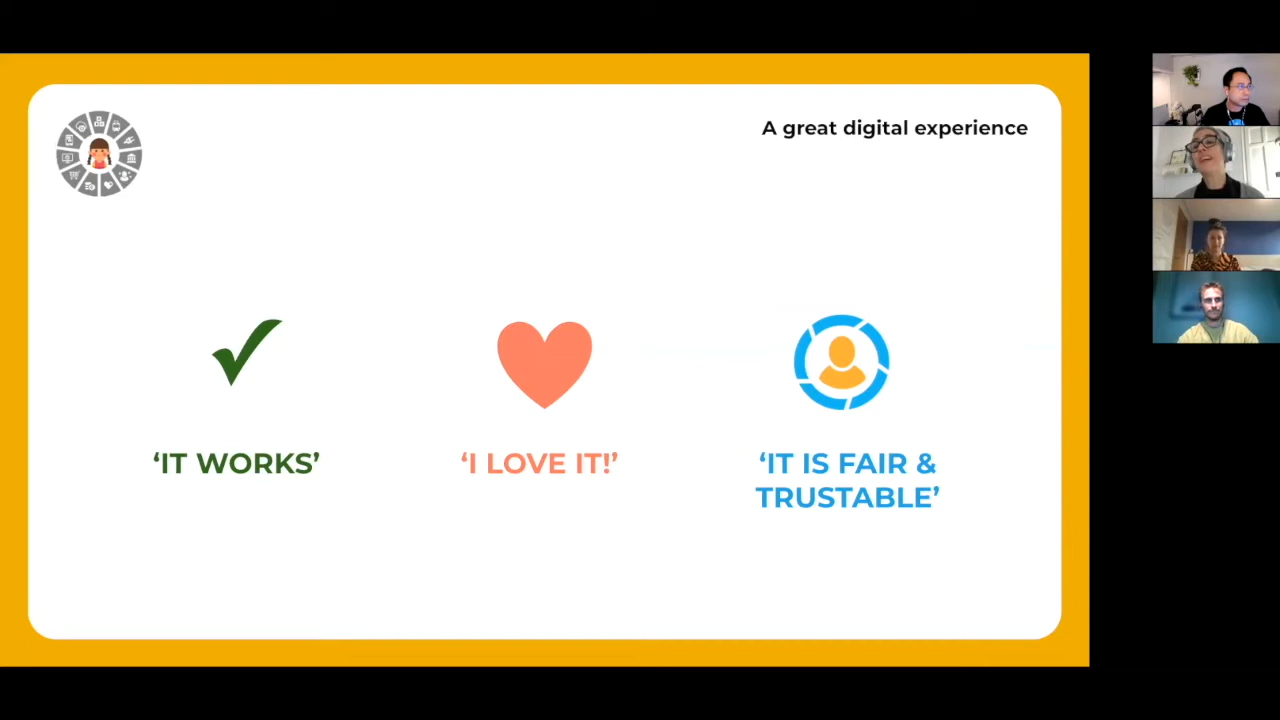 A great digital experience
‘IT WORKS’
‘I LOVE IT!’
‘IT IS FAIR &
TRUSTABLE’